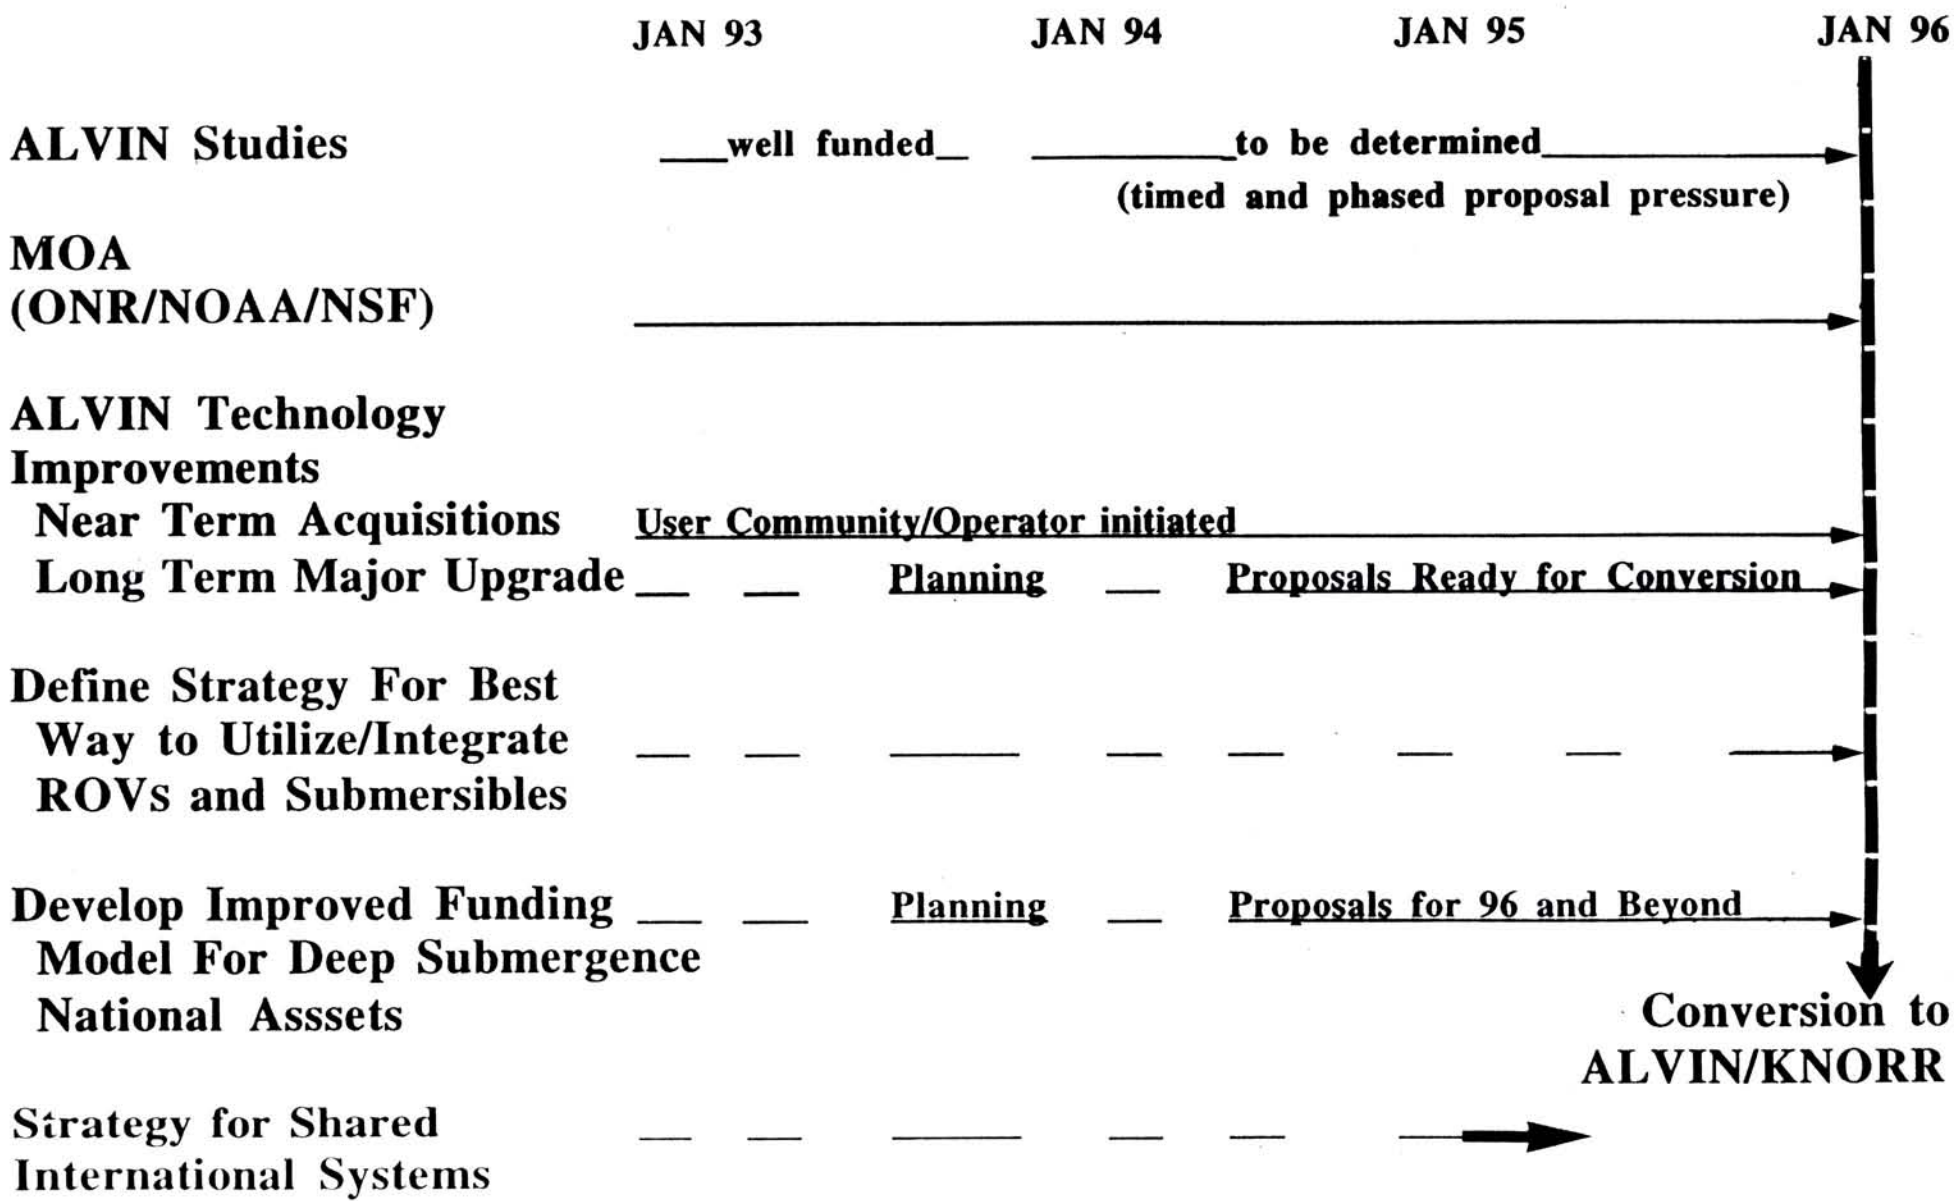 JAN 93 JAN 94 JAN 95 JAN 96
ALVIN Studies well funded to be determined
(timed and phased proposal pressure)
MOA
(ONR/NOAA/NSF)
ALVIN Technology
Improvements
Near Term Acquisitions User Community/Operator initiated
Long Term Major Upgrade Planning Proposals Ready for Conversion
Define Strategy For Best
Way to Utilize/Integrate
ROVs and Submersibles
Develop Improved Funding Planning Proposals for 96 and Beyond
Model For Deep Submergence
National Asssets
Conversion to
ALVIN/KNORR
Strategy for Shared
International Systems